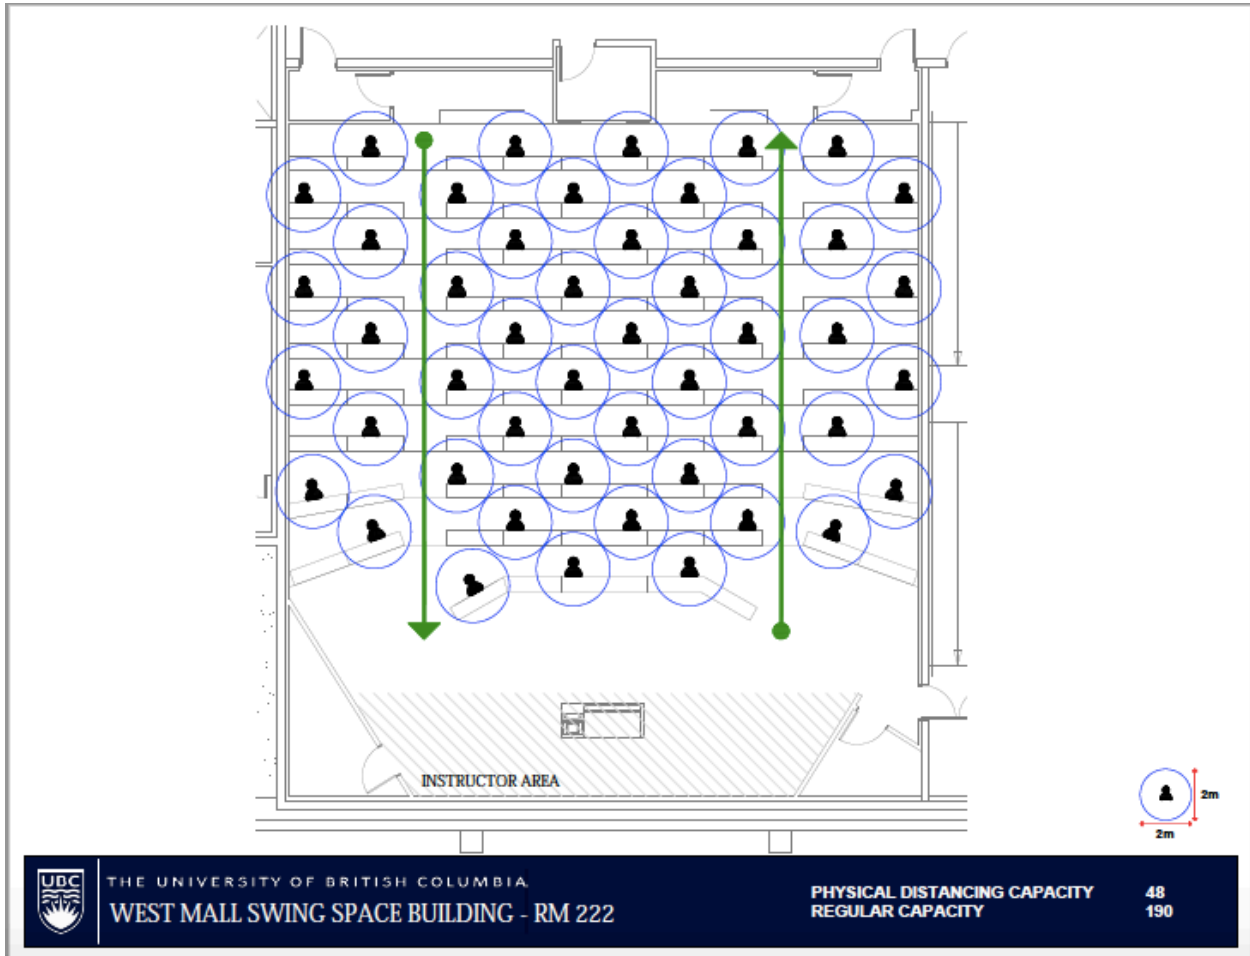 INSTRUCTOR AREA
2m
2m
UBC
THE UNIVERSITY OF BRITISH COLUMBIA
WEST MALL SWING SPACE BUILDING - RM 222
PHYSICAL DISTANCING CAPACITY 48
REGULAR CAPACITY 190